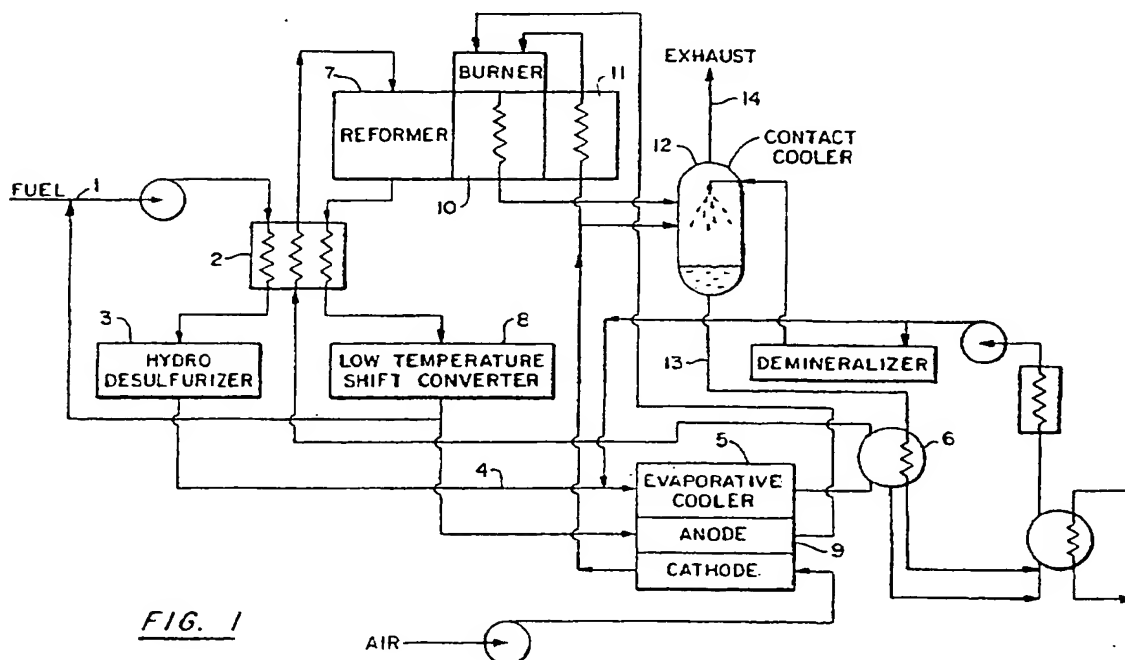 EXHAUST
14
11
BURNER
7
REFORMER
12
CONTACT
COOLER
FUEL
1
10
2
3
HYDRO
DESULFURIZER
8
LOW TEMPERATURE
SHIFT CONVERTER
13
DEMINERALIZER
6
5
4
EVAPORATIVE
COOLER
ANODE
9
CATHODE.
FIG. 1
AIR